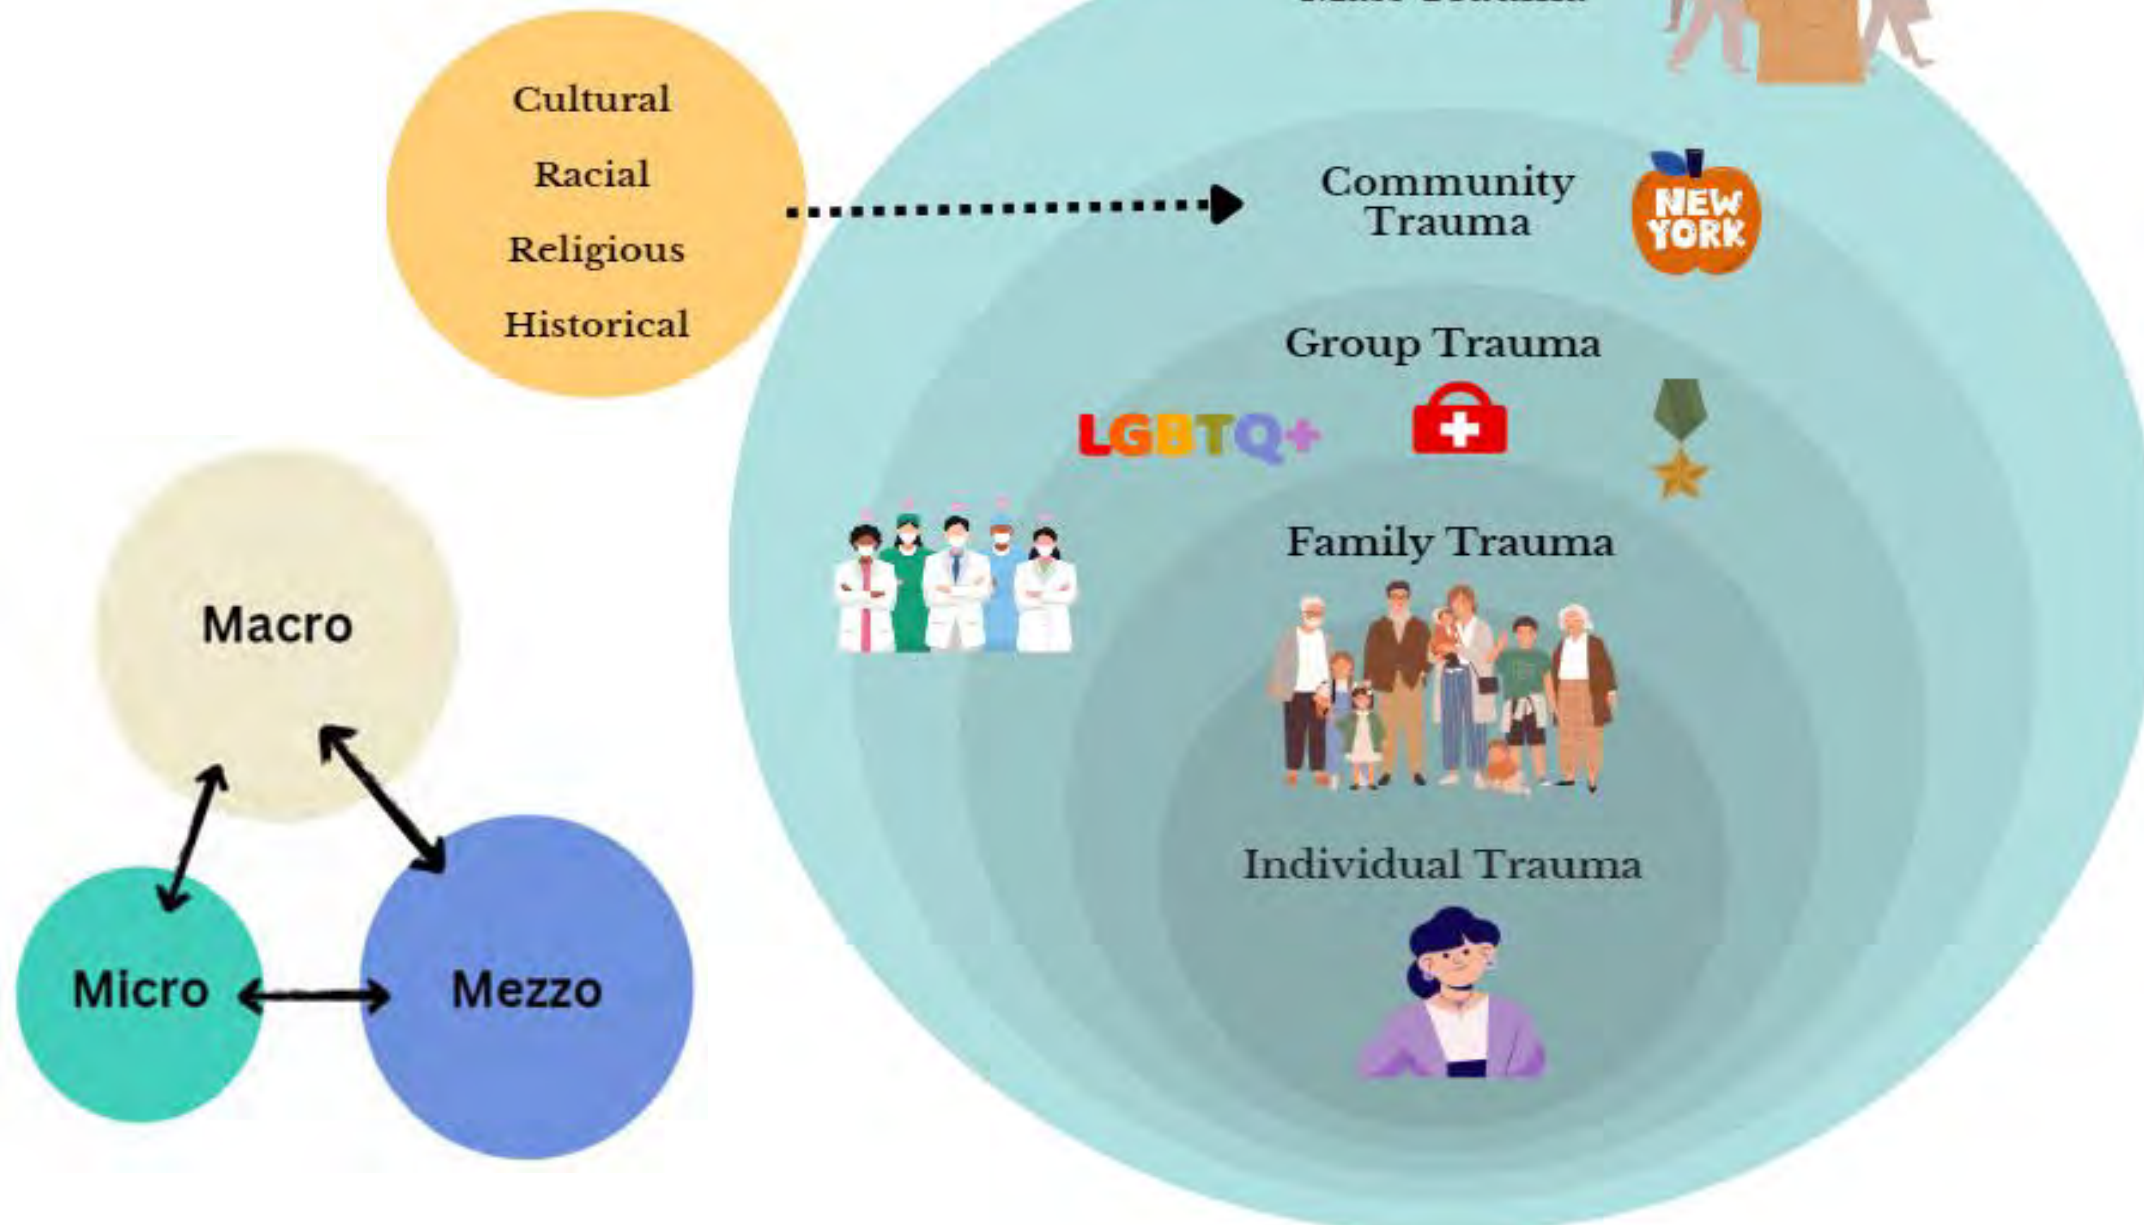 Cultural
Racial
Religious
Historical
Community
Trauma
NEW
YORK
Group Trauma
LGBTQ+
Family Trauma
Individual Trauma
Macro
Micro
Mezzo